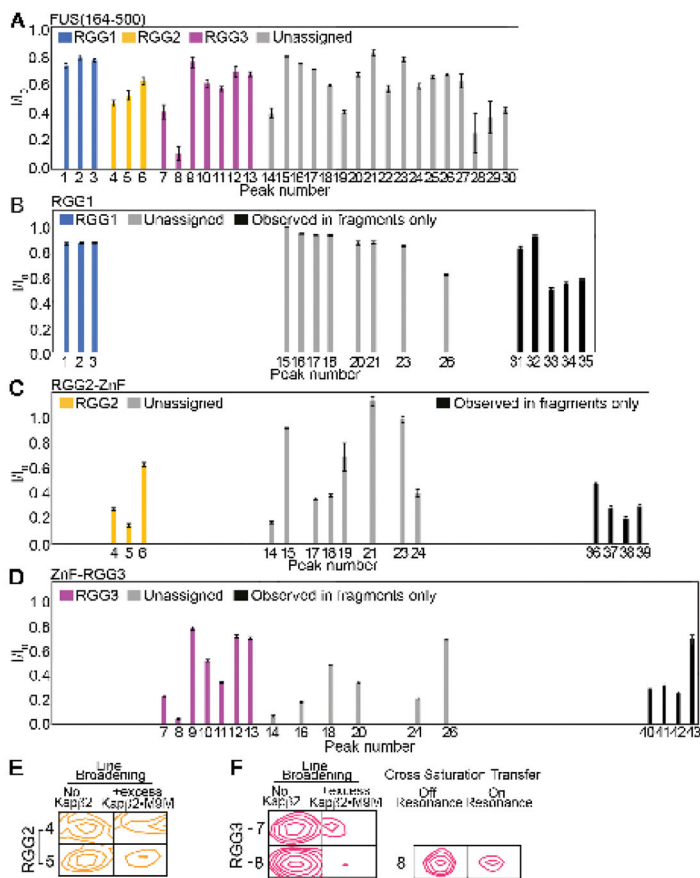 A FUS(164-500)
RGG1 RGG2 RGG3 Unassigned
1.0
0.8
0.6
0.4
0.2
0.0
1 2 3 4 5 6 7 8 9 10 11 12 13 14 15 16 17 18 19 20 21 22 23 24 25 26 27 28 29 30
Peak number
B RGG1
RGG1 Unassigned Observed in fragments only
I/I0
1.0
0.8
0.6
0.4
0.2
0.0
1 2 3 15 16 17 18 20 21 23 26 31 32 33 34 35
Peak number
C RGG2-ZnF
RGG2 Unassigned Observed in fragments only
I/I0
1.0
0.8
0.6
0.4
0.2
0.0
4 5 6 14 15 17 18 19 21 23 24 36 37 38 39
Peak number
D ZnF-RGG3
RGG3 Unassigned Observed in fragments only
I/I0
1.0
0.8
0.6
0.4
0.2
0.0
7 8 9 10 11 12 13 14 16 18 20 24 26 40 41 42 43
Peak number
E Line
Broadening
No +excess
Kapβ2 Kapβ2•M9M
RGG2
4
5
F Line
Broadening
Cross Saturation Transfer
No +excess
Kapβ2 Kapβ2•M9M
Off On
Resonance Resonance
RGG3
-7
-8
8